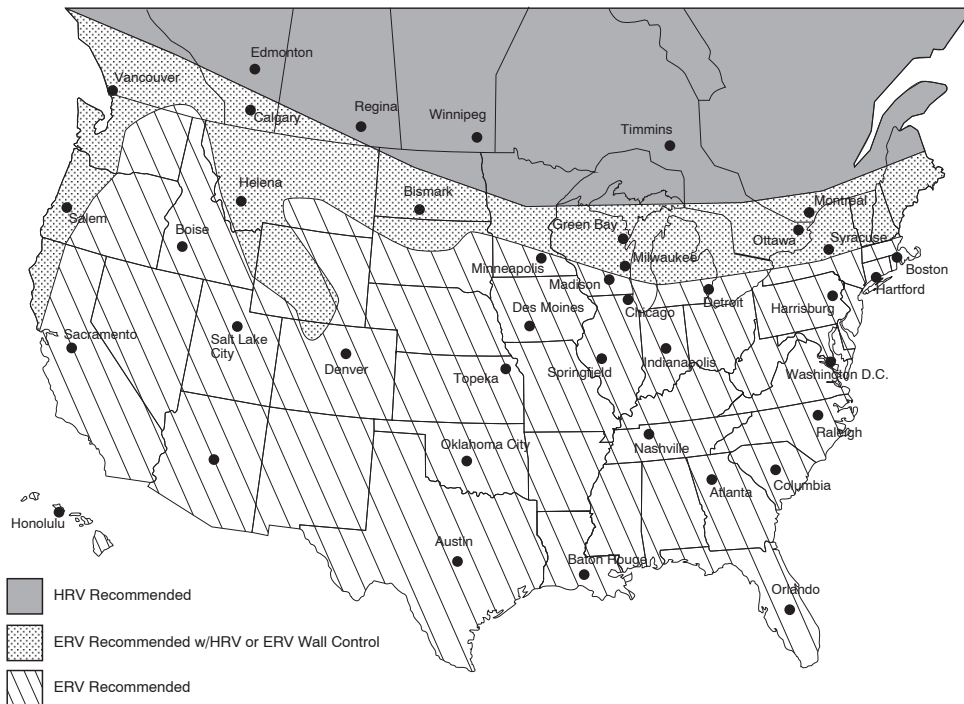 Edmonton
Vancouver
Calgary
Regina
Winnipeg
Timmins
Helena
Bismark
Montreal
Salem
Green Bay
Ottawa
Syracuse
Boise
Minneapolis
Milwaukee
Boston
Madison
Hartford
Detroit
Chicago
Des Moines
Harrisburg
Sacramento
Salt Lake
City
Denver
Topeka
Springfield
Indianapolis
Washington D.C.
Oklahoma City
Nashville
Raleigh
Atlanta
Columbia
Honolulu
Austin
Baton Rouge
Orlando
HRV Recommended
ERV Recommended w/HRV or ERV Wall Control
ERV Recommended